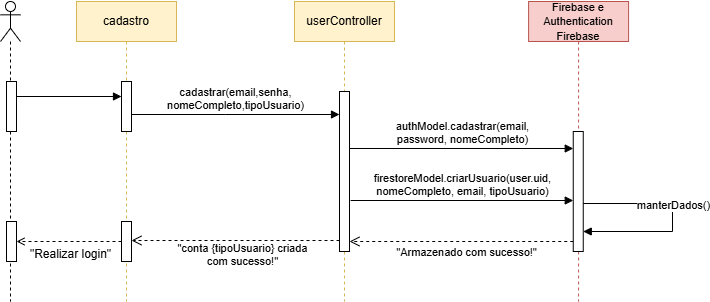 cadastro
userController
Firebase e
Authentication
Firebase
cadastrar(email,senha,
nomeCompleto,tipoUsuario)
authModel.cadastrar(email,
password, nomeCompleto)
firestoreModel.criarUsuario(user.uid,
nomeCompleto, email, tipoUsuario)
manterDados()
"Realizar login"
"conta {tipoUsuario} criada
com sucesso!"
"Armazenado com sucesso!"